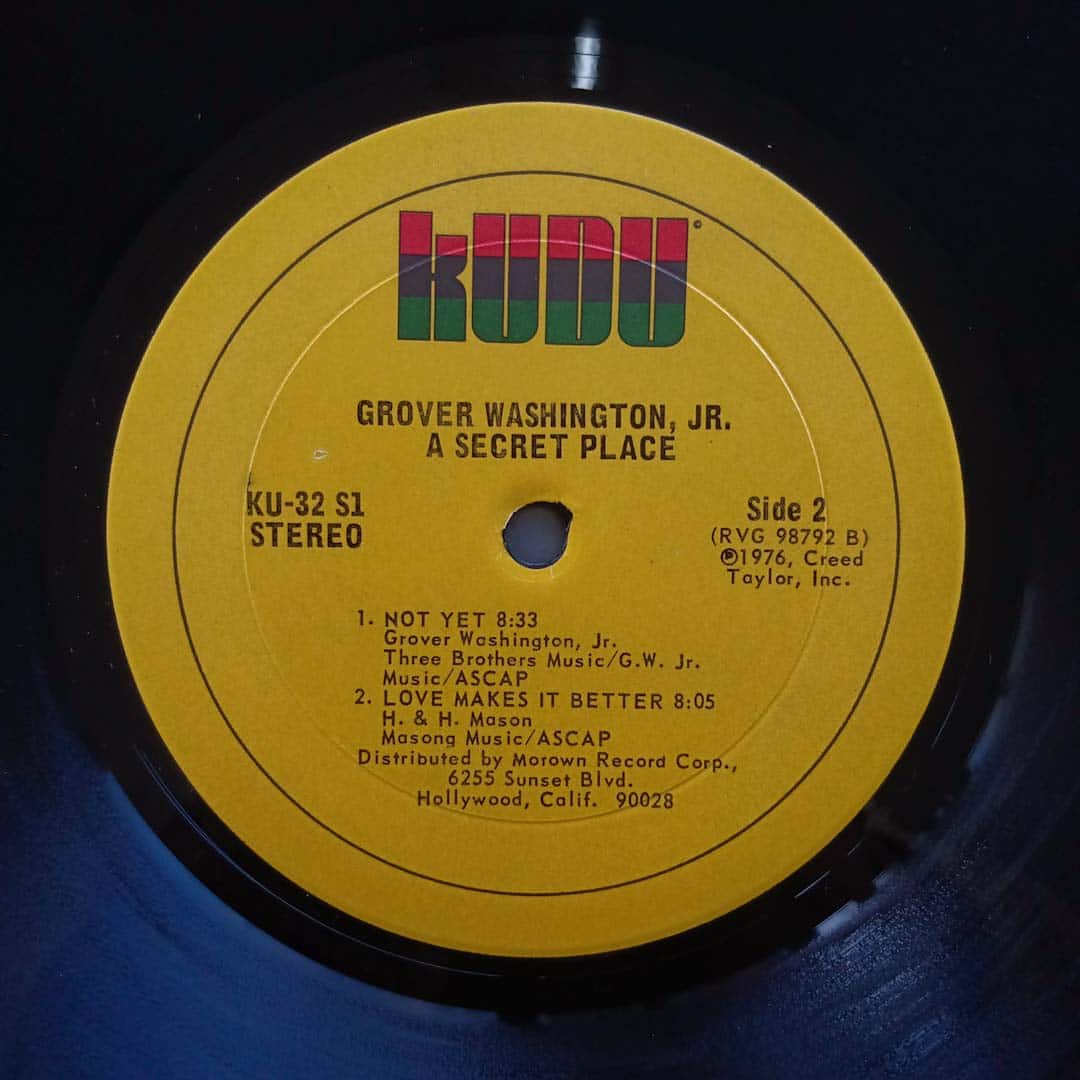 kUDU
GROVER WASHINGTON, JR.
A SECRET PLACE
KU-32 S1
STEREO
Side 2
(RVG 98792 B)
℗1976, Creed
Taylor, Inc.
1. NOT YET 8:33
Grover Washington, Jr.
Three Brothers Music/G.W. Jr.
Music/ASCAP
2. LOVE MAKES IT BETTER 8:05
H. & H. Mason
Masong Music/ASCAP
Distributed by Morown Record Corp.,
6255 Sunset Blvd.
Hollywood, Calif. 90028